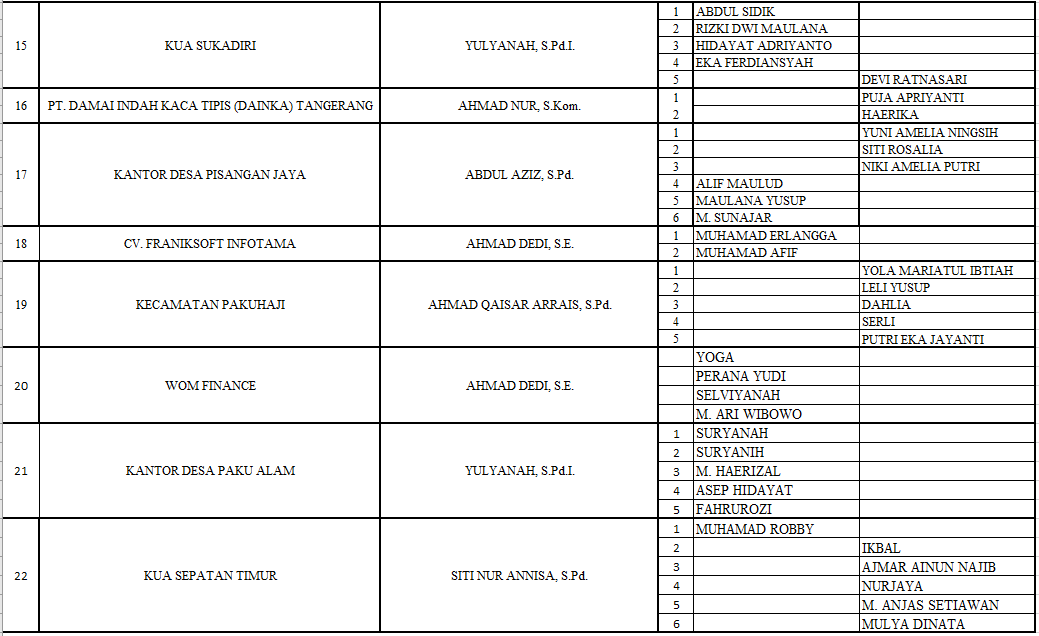 15 KUA SUKADIRI YULYANAH, S.Pd.I.
1 ABDUL SIDIK
2 RIZKI DWI MAULANA
3 HIDAYAT ADRIYANTO
4 EKA FERDIANSYAH
5 DEVI RATNASARI
16 PT. DAMAI INDAH KACA TIPIS (DAINKA) TANGERANG AHMAD NUR, S.Kom.
1 PUJA APRIYANTI
2 HAERIKA
17 KANTOR DESA PISANGAN JAYA ABDUL AZIZ, S.Pd.
1 YUNI AMELIA NINGSIH
2 SITI ROSALIA
3 NIKI AMELIA PUTRI
4 ALIF MAULUD
5 MAULANA YUSUP
6 M. SUNAJAR
18 CV. FRANIKSOFT INFOTAMA AHMAD DEDI, S.E.
1 MUHAMAD ERLANGGA
2 MUHAMAD AFIF
19 KECAMATAN PAKUHAJI AHMAD QAISAR ARRAIS, S.Pd.
1 YOLA MARIATUL IBTIAH
2 LELI YUSUP
3 DAHLIA
4 SERLI
5 PUTRI EKA JAYANTI
20 WOM FINANCE AHMAD DEDI, S.E.
YOGA
PERANA YUDI
SELVIYANAH
M. ARI WIBOWO
21 KANTOR DESA PAKU ALAM YULYANAH, S.Pd.I.
1 SURYANAH
2 SURYANIH
3 M. HAERIZAL
4 ASEP HIDAYAT
5 FAHRUROZI
22 KUA SEPATAN TIMUR SITI NUR ANNISA, S.Pd.
1 MUHAMAD ROBBY
2 IKBAL
3 AJMAR AINUN NAJIB
4 NURJAYA
5 M. ANJAS SETIAWAN
6 MULYA DINATA